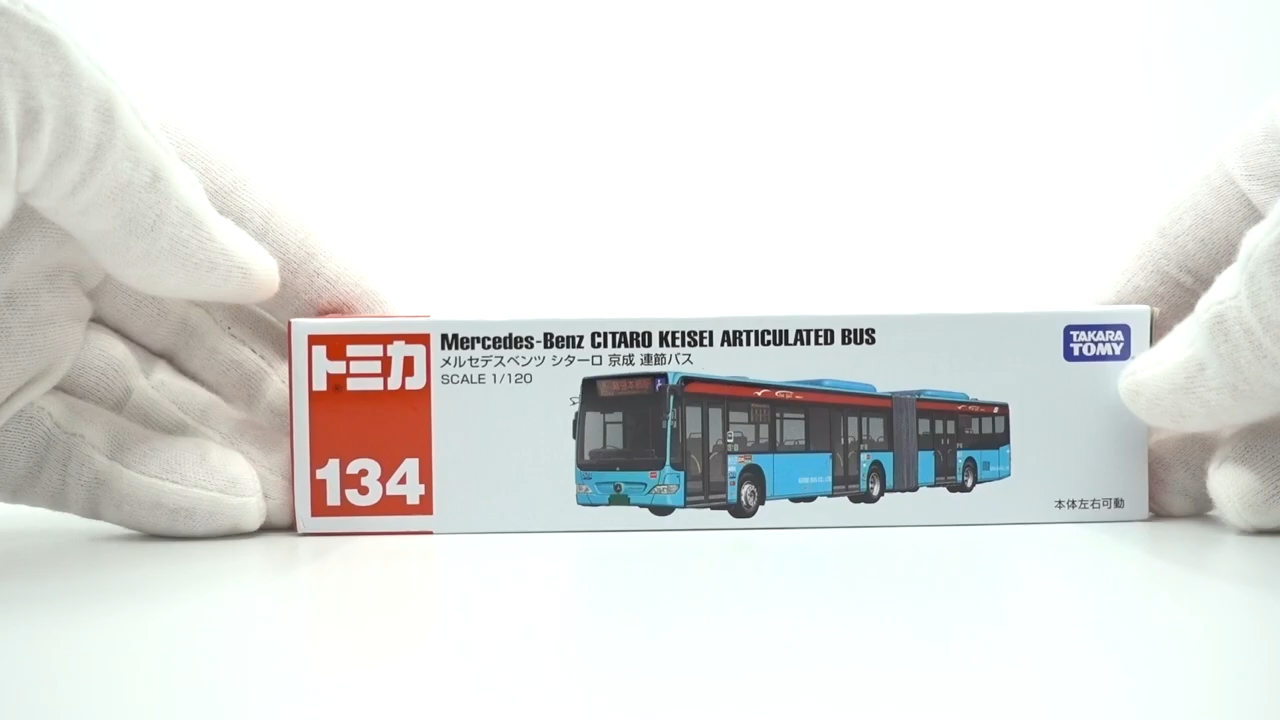 トミカ
134
Mercedes-Benz CITARO KEISEI ARTICULATED BUS
メルセデスベンツ シターロ 京成 連節バス
SCALE 1/120
TAKARA
TOMY
本体左右可動